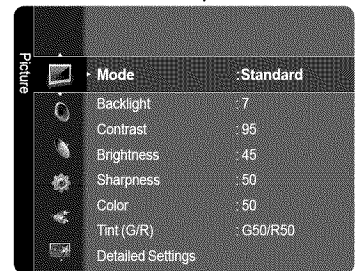 Picture
Mode :Standard
Backlight : 7
Contrast : 95
Brightness : 45
Sharpness : 50
Color : 50
Tint (G/R) : G50/R50
Detailed Settings